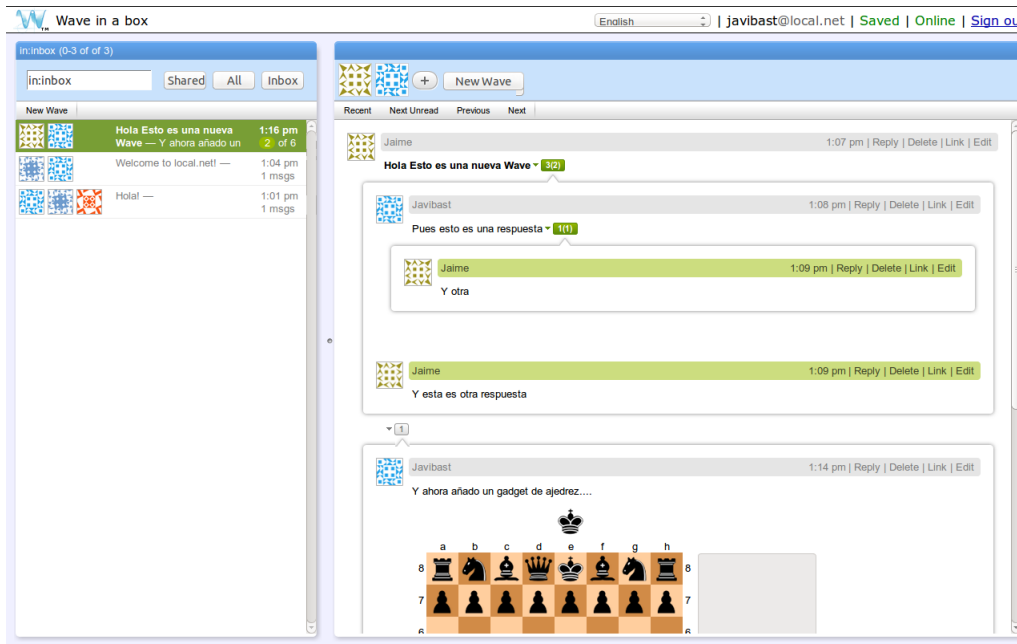 Wave in a box
English | javibast@local.net | Saved | Online | Sign ou
in:inbox (0-3 of of 3)
in:inbox Shared All Inbox
New Wave
Hola Esto es una nueva 1:16 pm
Wave — Y ahora añado un 2 of 6
Welcome to local.net! — 1:04 pm
1 msgs
Hola! — 1:01 pm
1 msgs
+ New Wave
Recent Next Unread Previous Next
Jaime 1:07 pm | Reply | Delete | Link | Edit
Hola Esto es una nueva Wave 3(2)
Javibast 1:08 pm | Reply | Delete | Link | Edit
Pues esto es una respuesta 1(1)
Jaime 1:09 pm | Reply | Delete | Link | Edit
Y otra
Jaime 1:09 pm | Reply | Delete | Link | Edit
Y esta es otra respuesta
1
Javibast 1:14 pm | Reply | Delete | Link | Edit
Y ahora añado un gadget de ajedrez....
a b c d e f g h
8 8
7 7
6 6